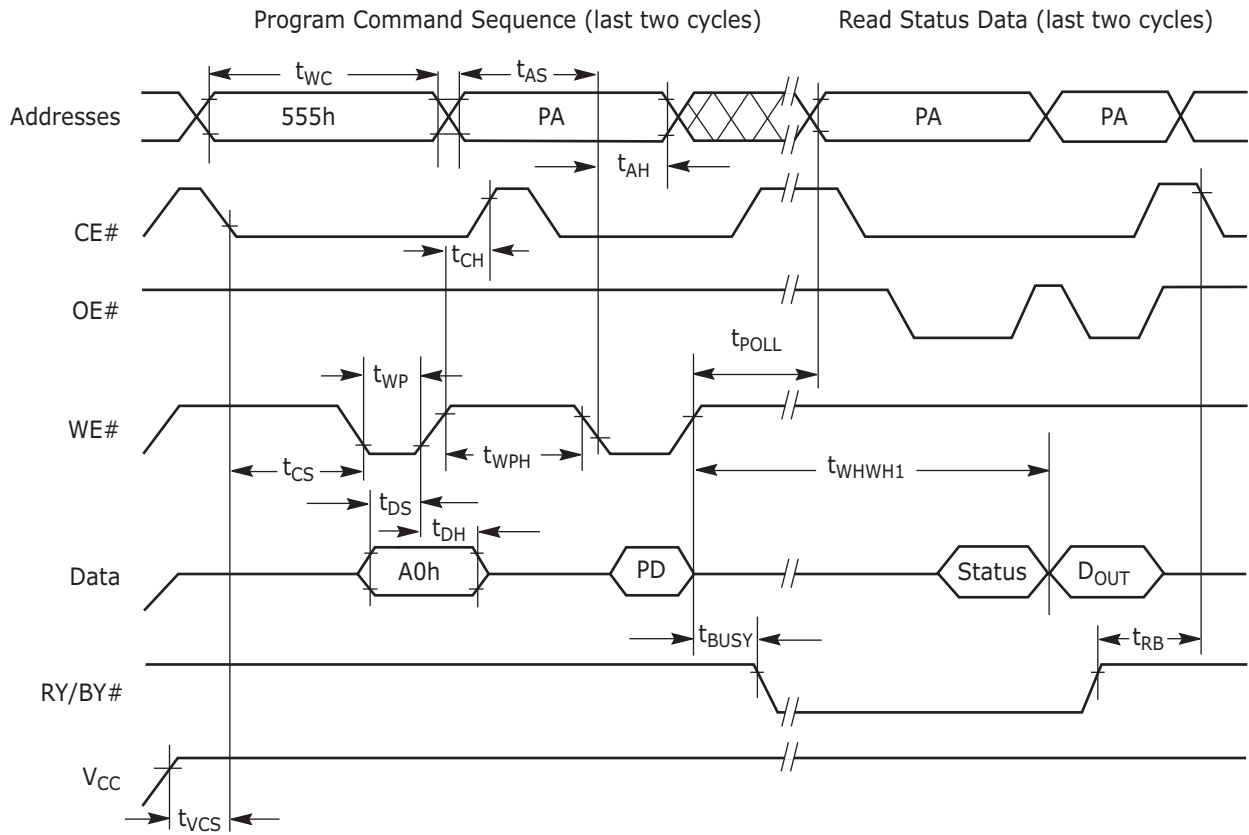 Program Command Sequence (last two cycles)
Read Status Data (last two cycles)
Addresses
tWC
tAS
555h
PA
PA
PA
tAH
CE#
tCH
OE#
tPOLL
tWP
WE#
tWPH
tCS
tWHWH1
tDS
tDH
Data
A0h
PD
Status
DOUT
tBUSY
tRB
RY/BY#
VCC
tVCS